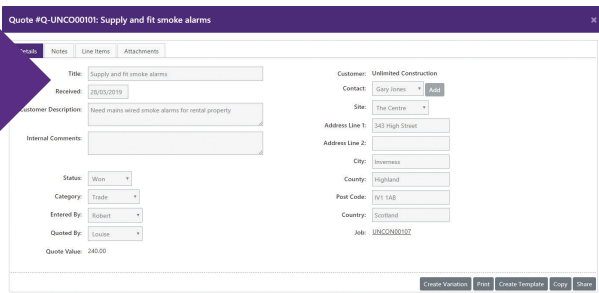 Quote #Q-UNCO00101: Supply and fit smoke alarms ×
Details Notes Line Items Attachments
Title: Supply and fit smoke alarms
Received: 28/03/2019
Customer Description: Need mains wired smoke alarms for rental property
Internal Comments:
Status: Won
Category: Trade
Entered By: Robert
Quoted By: Louise
Quote Value: 240.00
Customer: Unlimited Construction
Contact: Gary Jones Add
Site: The Centre
Address Line 1: 343 High Street
Address Line 2:
City: Inverness
County: Highland
Post Code: IV1 1AB
Country: Scotland
Job: UNCON00107
Create Variation Print Create Template Copy Share